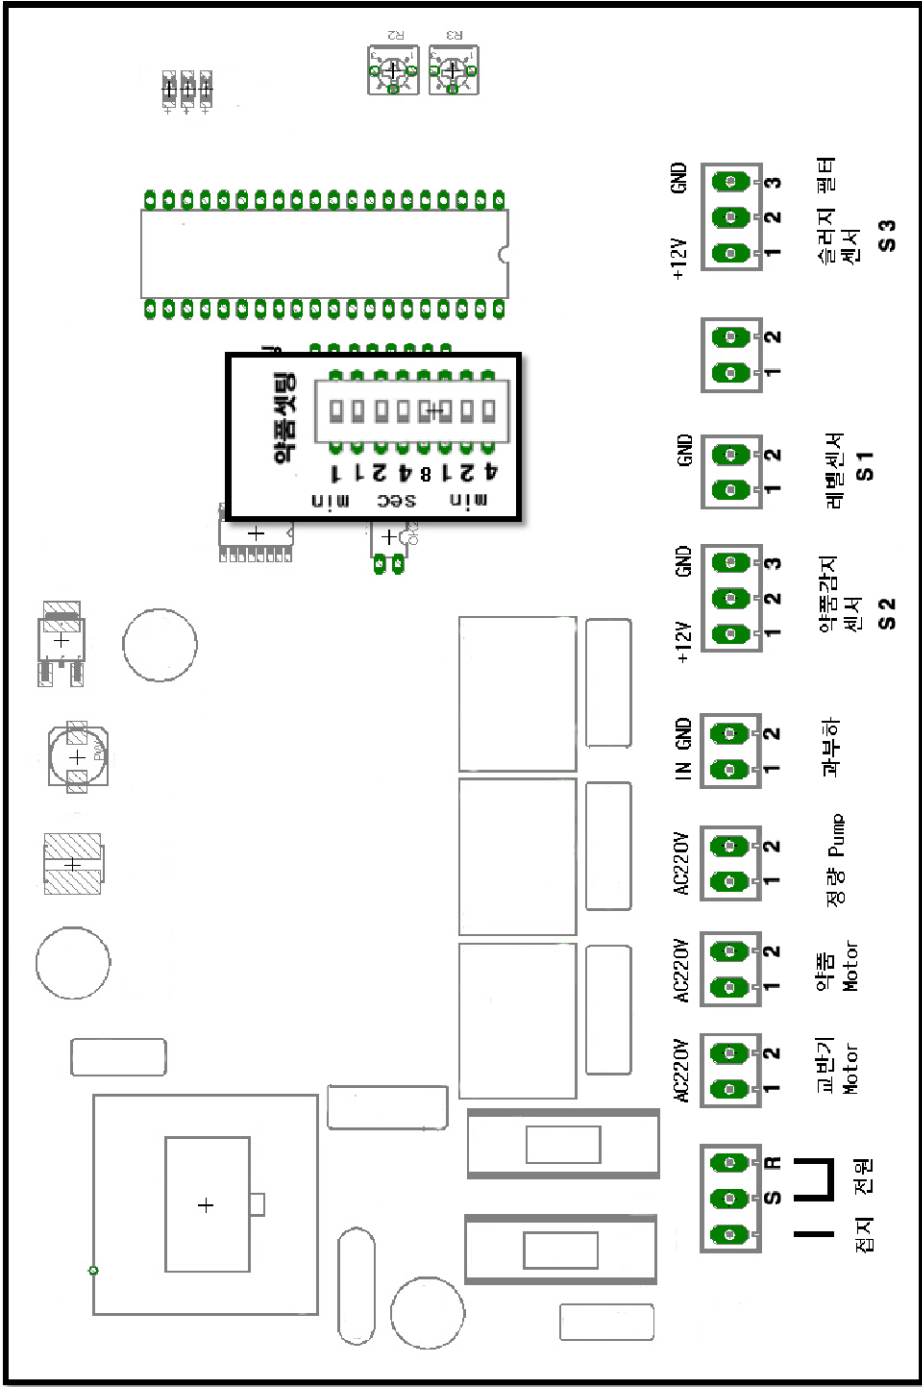 R2
R3
약품셋팅
1 1 2 4 8 1 2 4
min sec min
S R
접지 전원
AC220V
1 2
교반기
Motor
AC220V
1 2
약품
Motor
AC220V
1 2
정량 Pump
IN GND
1 2
과부하
+12V GND
1 2 3
약품감지
센서
S 2
GND
1 2
레벨센서
S 1
1 2
+12V GND
1 2 3
슬러지 필터
센서
S 3